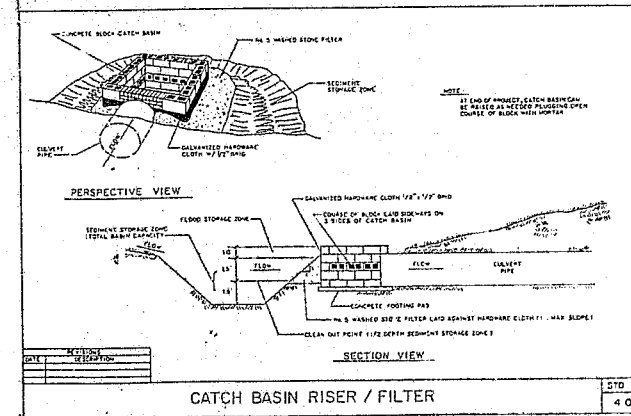 CONCRETE BLOCK CATCH BASIN
No. 5 WASHED STONE FILTER
SEDIMENT
STORAGE ZONE
NOTE:
AT END OF PROJECT, CATCH BASIN CAN
BE RAISED AS NEEDED PLUGGING OPEN
COURSE OF BLOCK WITH MORTAR
FLOW
CULVERT
PIPE
GALVANIZED HARDWARE
CLOTH W/ 1/2" GRID
PERSPECTIVE VIEW
GALVANIZED HARDWARE CLOTH 1/2" x 1/2" GRID
COURSE OF BLOCK LAID SIDEWAYS ON
3 SIDES OF CATCH BASIN
FLOOD STORAGE ZONE
SEDIMENT STORAGE ZONE
(TOTAL BASIN CAPACITY)
FLOW
1.0'
1.5'
1.5'
FLOW
FLOW
CULVERT
PIPE
CONCRETE FOOTING PAD
No. 5 WASHED STONE FILTER LAID AGAINST HARDWARE CLOTH MAX SLOPE)
CLEAN OUT POINT (1/2 DEPTH SEDIMENT STORAGE ZONE)
SECTION VIEW
REVISIONS
DATE DESCRIPTION
CATCH BASIN RISER / FILTER
STD